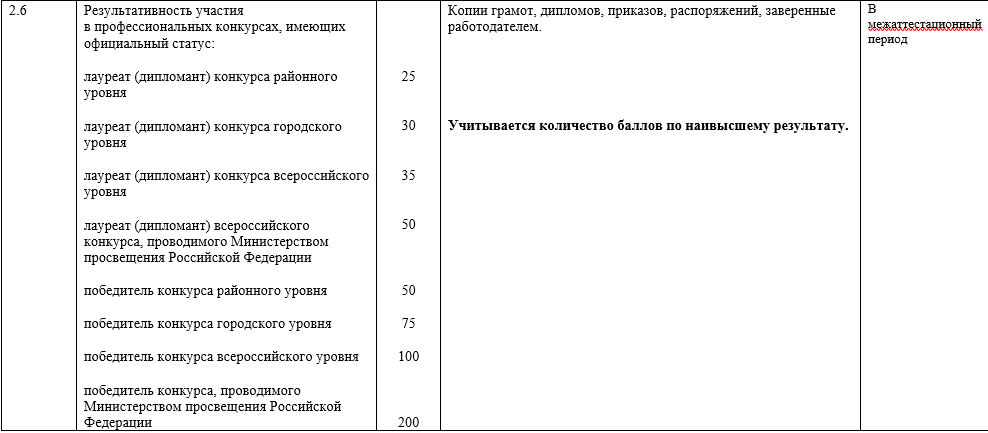 2.6
Результативность участия
в профессиональных конкурсах, имеющих
официальный статус:
лауреат (дипломант) конкурса районного
уровня
лауреат (дипломант) конкурса городского
уровня
лауреат (дипломант) конкурса всероссийского
уровня
лауреат (дипломант) всероссийского
конкурса, проводимого Министерством
просвещения Российской Федерации
победитель конкурса районного уровня
победитель конкурса городского уровня
победитель конкурса всероссийского уровня
победитель конкурса, проводимого
Министерством просвещения Российской
Федерации
25
30
35
50
50
75
100
200
Копии грамот, дипломов, приказов, распоряжений, заверенные
работодателем.
Учитывается количество баллов по наивысшему результату.
В
межаттестационный
период